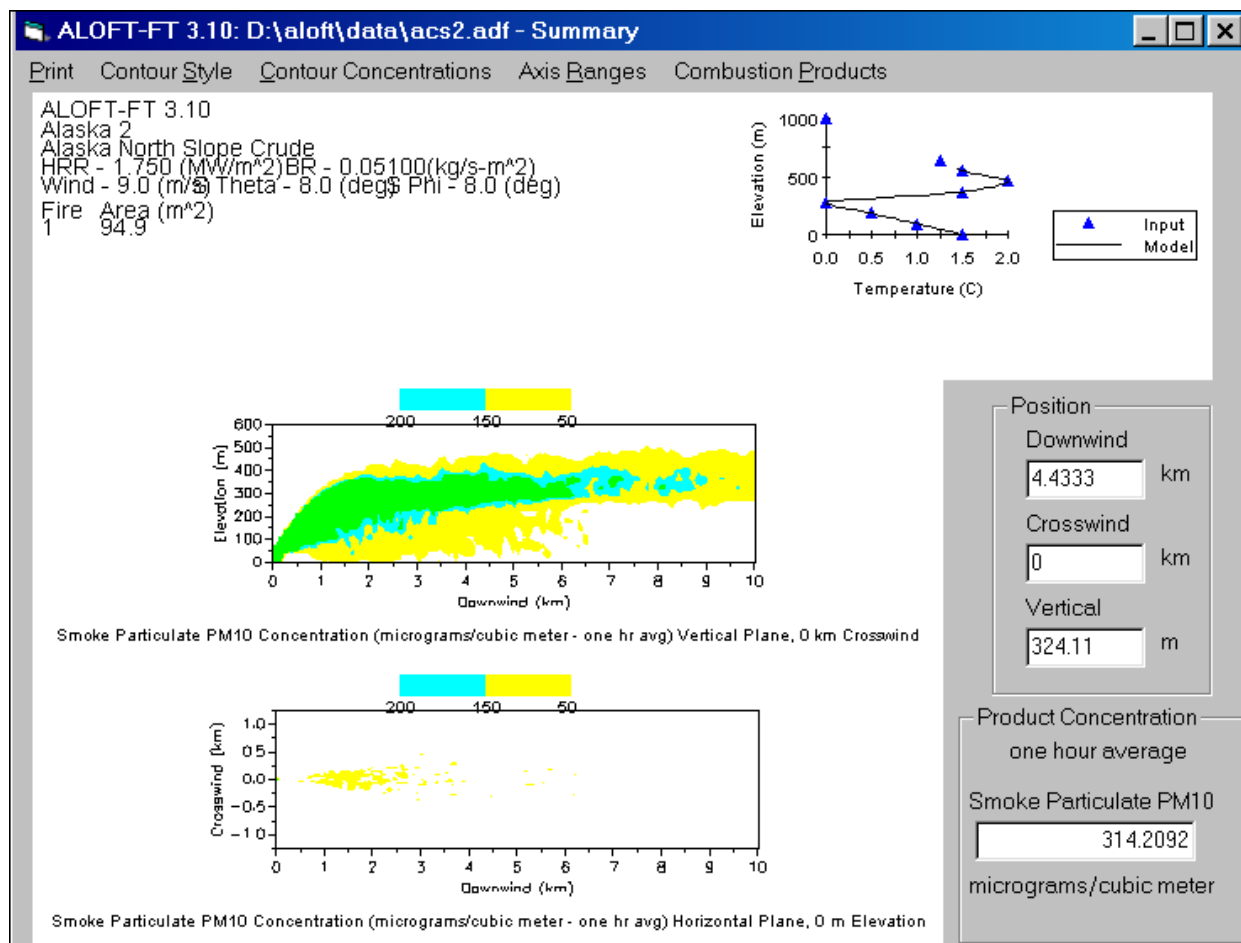 ALOFT-FT 3.10: D:\aloft\data\acs2.adf - Summary
Print Contour Style Contour Concentrations Axis Ranges Combustion Products
ALOFT-FT 3.10
Alaska 2
Alaska North Slope Crude
HRR - 1.750 (MW/m^2)BR - 0.05100(kg/s-m^2)
Wind - 9.0 (m/s) S Theta - 8.0 (deg) S Phi - 8.0 (deg)
Fire Area (m^2)
1 94.9
Elevation (m)
1000
500
0
0.0 0.5 1.0 1.5 2.0
Temperature (C)
Input
Model
200 150 50
Elevation (m)
600
500
400
300
200
100
0
0 1 2 3 4 5 6 7 8 9 10
Downwind (km)
Smoke Particulate PM10 Concentration (micrograms/cubic meter - one hr avg) Vertical Plane, 0 km Crosswind
200 150 50
Crosswind (km)
1.0
0.5
0.0
-0.5
-1.0
0 1 2 3 4 5 6 7 8 9 10
Downwind (km)
Smoke Particulate PM10 Concentration (micrograms/cubic meter - one hr avg) Horizontal Plane, 0 m Elevation
Position
Downwind
4.4333 km
Crosswind
0 km
Vertical
324.11 m
Product Concentration
one hour average
Smoke Particulate PM10
314.2092
micrograms/cubic meter